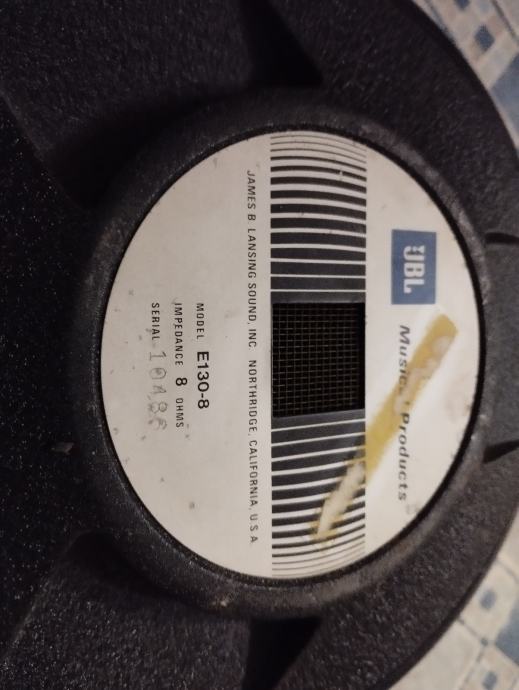 JBL
Music Products
JAMES B LANSING SOUND, INC NORTHRIDGE, CALIFORNIA, U.S.A.
MODEL E130-8
IMPEDANCE 8 OHMS
SERIAL